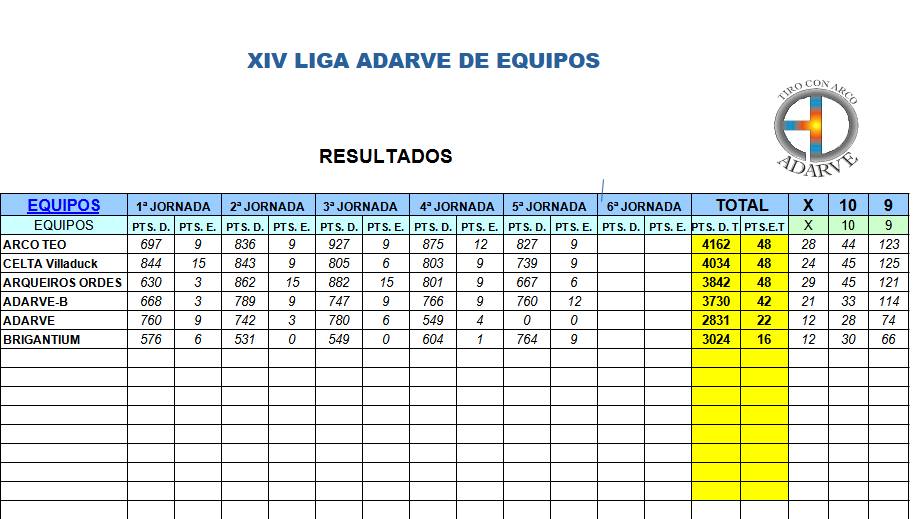 XIV LIGA ADARVE DE EQUIPOS
TIRO CON ARCO
ADARVE
RESULTADOS
EQUIPOS 1ª JORNADA 2ª JORNADA 3ª JORNADA 4ª JORNADA 5ª JORNADA 6ª JORNADA TOTAL X 10 9
EQUIPOS PTS. D. PTS. E. PTS. D. PTS. E. PTS. D. PTS. E. PTS. D. PTS. E. PTS. D. PTS. E. PTS. D. PTS. E. PTS. D. T PTS.E.T X 10 9
ARCO TEO 697 9 836 9 927 9 875 12 827 9 4162 48 28 44 123
CELTA Villaduck 844 15 843 9 805 6 803 9 739 9 4034 48 24 45 125
ARQUEIROS ORDES 630 3 862 15 882 15 801 9 667 6 3842 48 29 45 121
ADARVE-B 668 3 789 9 747 9 766 9 760 12 3730 42 21 33 114
ADARVE 760 9 742 3 780 6 549 4 0 0 2831 22 12 28 74
BRIGANTIUM 576 6 531 0 549 0 604 1 764 9 3024 16 12 30 66